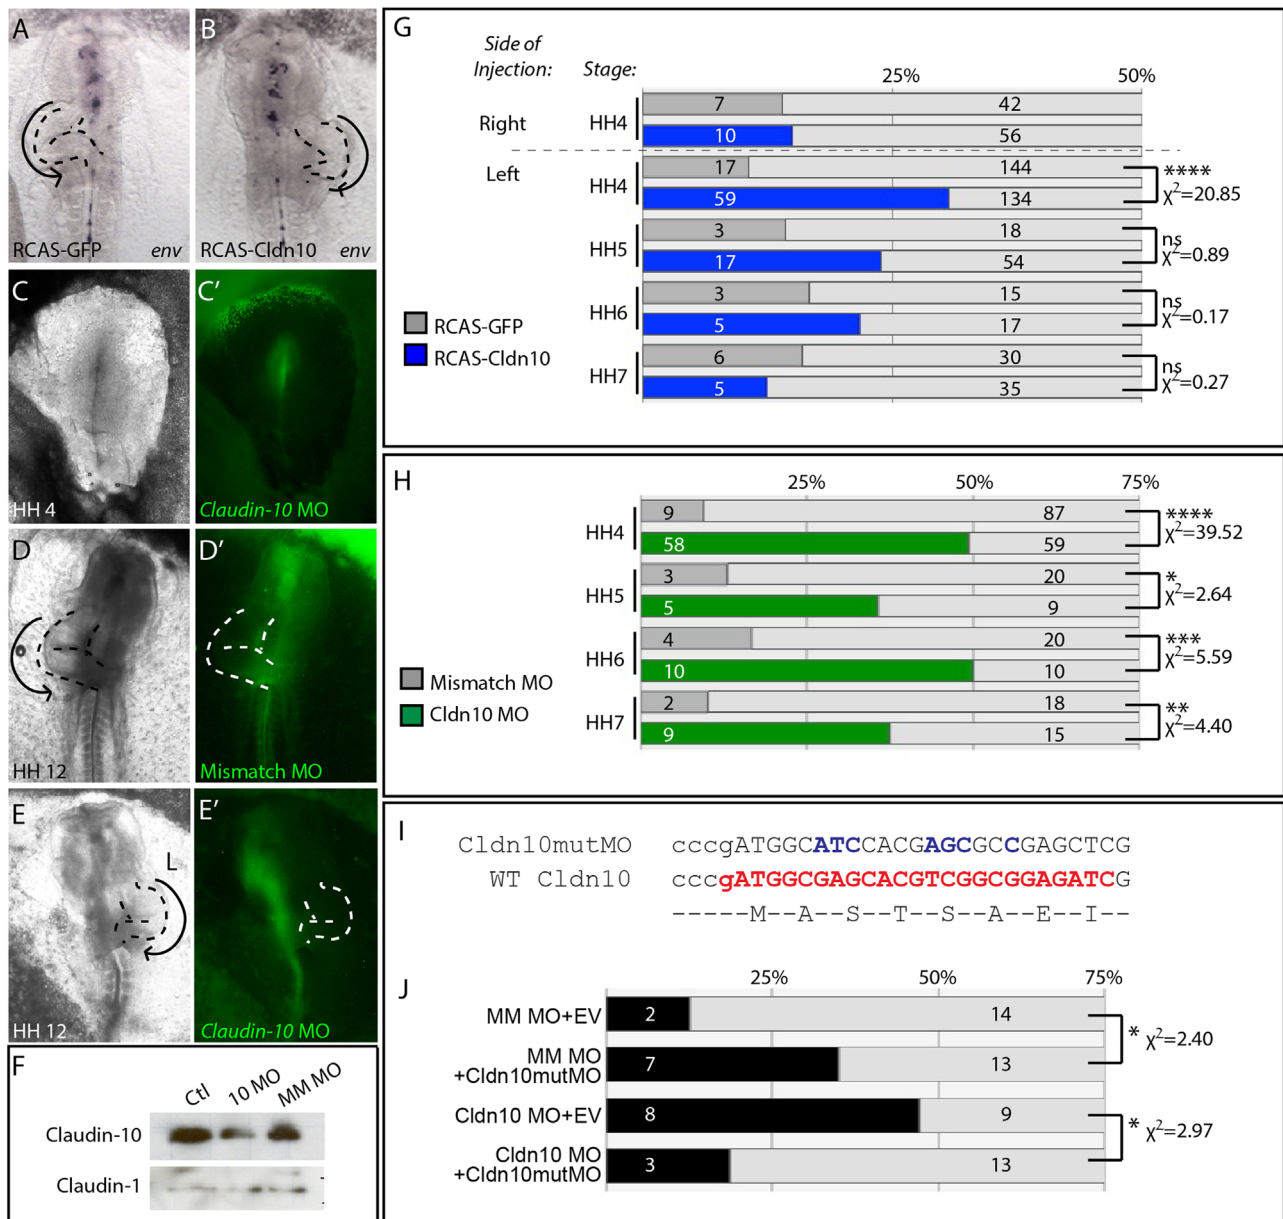 A
RCAS-GFP env
B
RCAS-Cldn10 env
C
HH 4
C'
Claudin-10 MO
D
HH 12
D'
Mismatch MO
E
L
HH 12
E'
Claudin-10 MO
F
Ctl 10 MO MM MO
Claudin-10
Claudin-1
G
Side of
Injection: Stage:
25% 50%
Right
HH4
7 42
10 56
Left
HH4
17 144
59 134
****
χ²=20.85
HH5
3 18
17 54
ns
χ²=0.89
HH6
3 15
5 17
ns
χ²=0.17
HH7
6 30
5 35
ns
χ²=0.27
RCAS-GFP
RCAS-Cldn10
H
25% 50% 75%
HH4
9 87
58 59
****
χ²=39.52
HH5
3 20
5 9
*
χ²=2.64
HH6
4 20
10 10
***
χ²=5.59
HH7
2 18
9 15
**
χ²=4.40
Mismatch MO
Cldn10 MO
I
Cldn10mutMO cccgATGGCATCCACGAGCGCCGAGCTCG
WT Cldn10 cccgATGGCGAGCACGTCGGCGGAGATCG
-----M--A---S--T--S--A---E--I--
J
25% 50% 75%
MM MO+EV 2 14
MM MO
+Cldn10mutMO 7 13
* χ²=2.40
Cldn10 MO+EV 8 9
Cldn10 MO
+Cldn10mutMO 3 13
* χ²=2.97